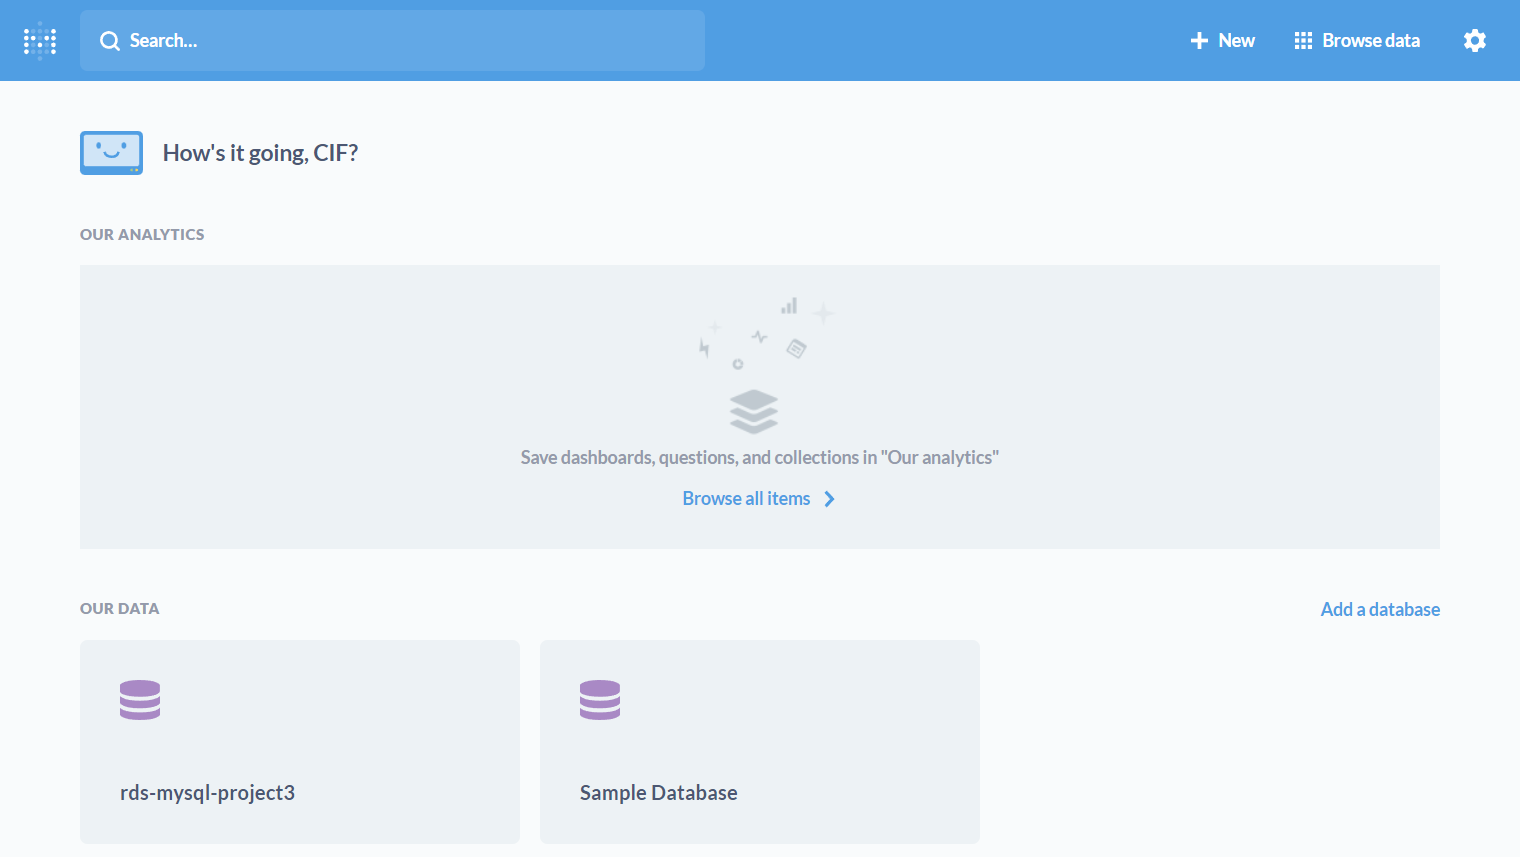 Search...
New
Browse data
How's it going, CIF?
OUR ANALYTICS
Save dashboards, questions, and collections in "Our analytics"
Browse all items
OUR DATA
Add a database
rds-mysql-project3
Sample Database